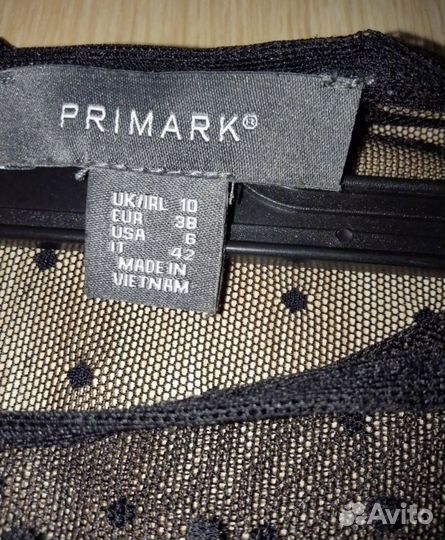 PRIMARK®
UK/IRL 10
EUR 38
USA 6
IT 42
MADE IN
VIETNAM
Avito